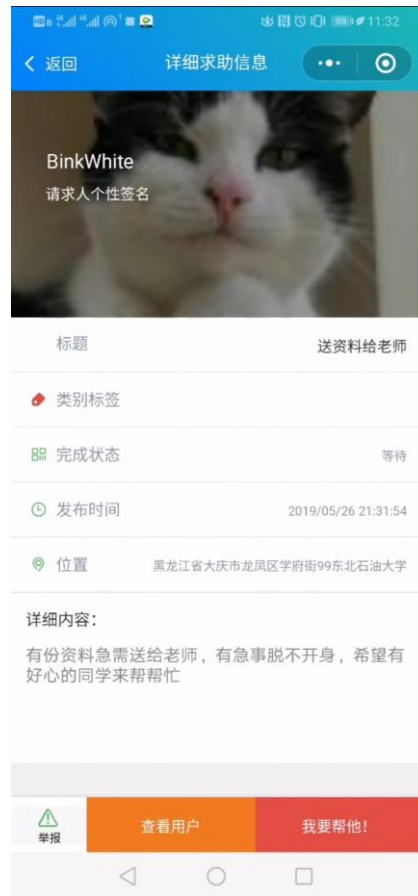 11:32
返回 详细求助信息
BinkWhite
请求人个性签名
标题 送资料给老师
类别标签
完成状态 等待
发布时间 2019/05/26 21:31:54
位置 黑龙江省大庆市龙凤区学府街99东北石油大学
详细内容：
有份资料急需送给老师，有急事脱不开身，希望有
好心的同学来帮帮忙
举报 查看用户 我要帮他！